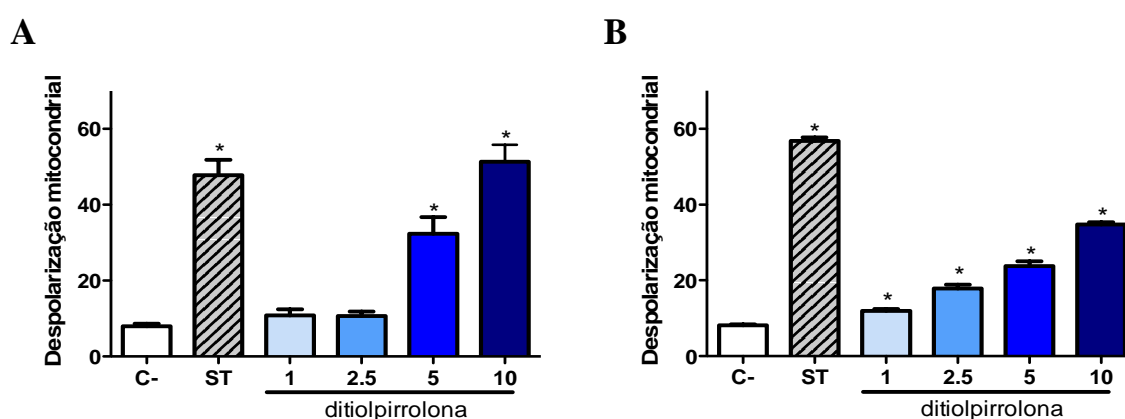 A
Despolarização mitocondrial
60
40
20
0
*
*
*
C-
ST
1
2.5
5
10
ditiolpirrolona
B
Despolarização mitocondrial
60
40
20
0
*
*
*
*
*
C-
ST
1
2.5
5
10
ditiolpirrolona